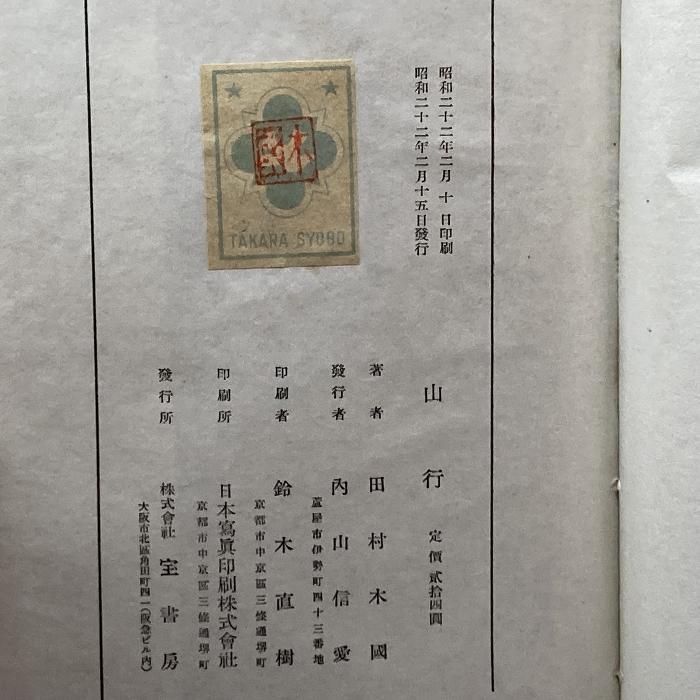 昭和二十二年二月十日印刷
昭和二十二年二月十五日發行
山行 定價貳拾四圓
著者 田村木國
發行者 內山信愛
蘆屋市伊勢町四十三番地
印刷者 鈴木直樹
京都市中京區三條通堺町
印刷所 日本寫眞印刷株式會社
京都市中京區三條通堺町
發行所 株式會社 宝書房
大阪市北區角田町四一(阪急ビル內)
TAKARA SYOBO
木國